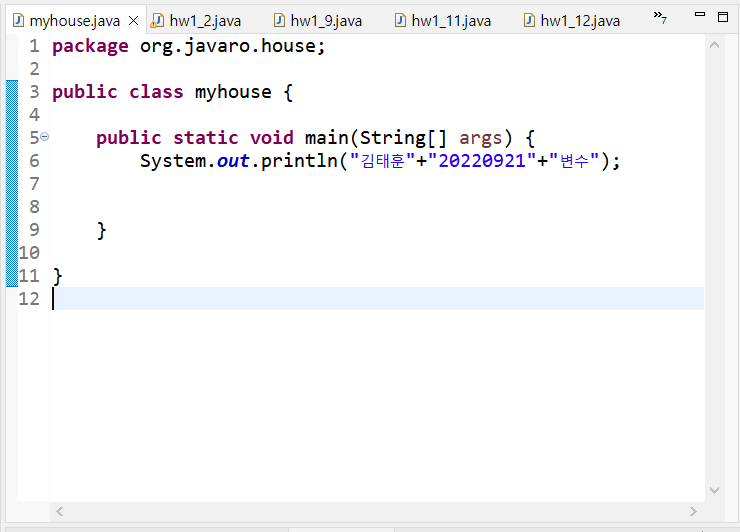 myhouse.java hw1_2.java hw1_9.java hw1_11.java hw1_12.java »7
1 package org.javaro.house;
2
3 public class myhouse {
4
5     public static void main(String[] args) {
6         System.out.println("김태훈"+"20220921"+"변수");
7
8
9     }
10
11 }
12